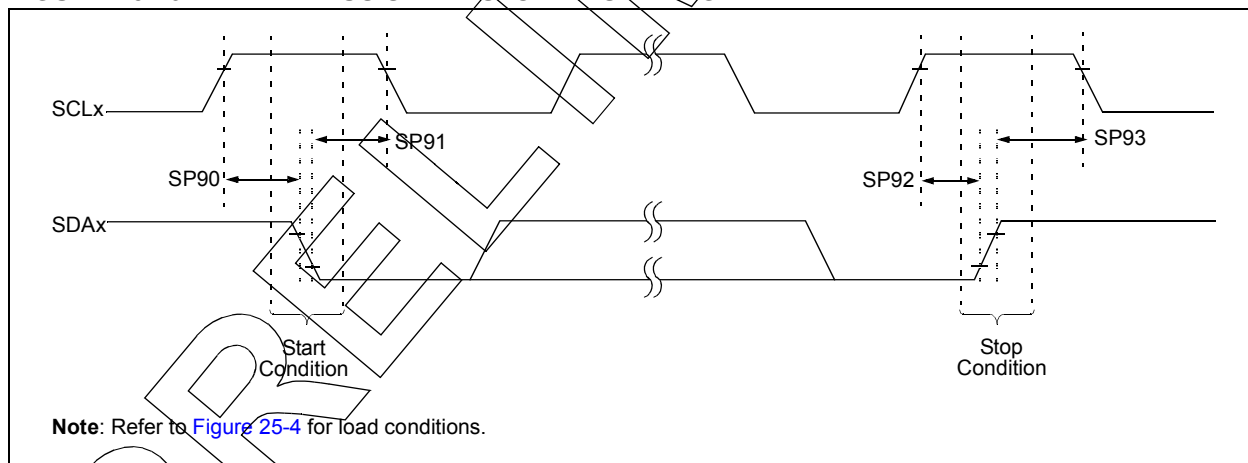 SCLx
SP91
SP93
SP90
SP92
SDAx
Start
Condition
Stop
Condition
Note: Refer to Figure 25-4 for load conditions.